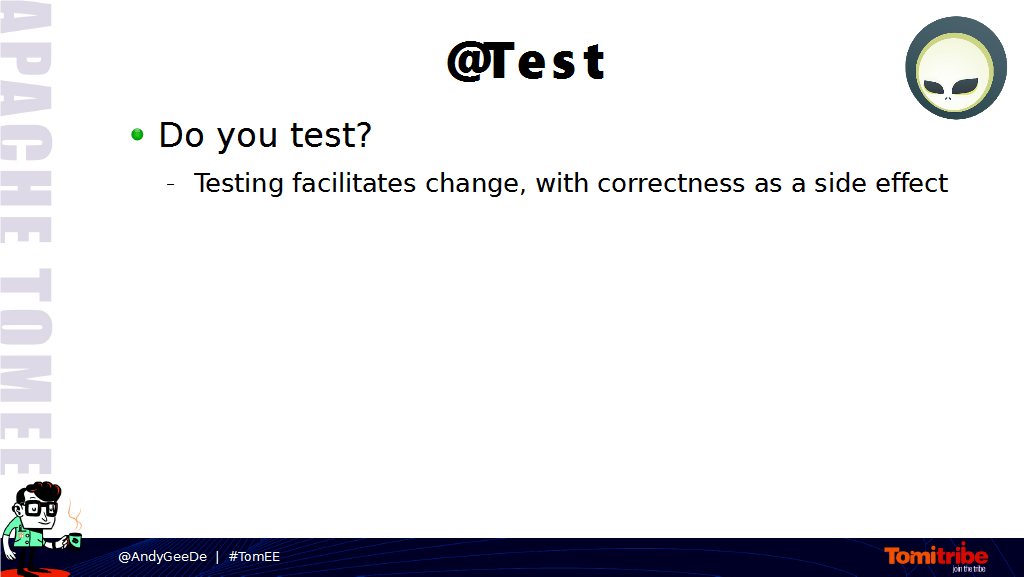 @Test
Do you test?
- Testing facilitates change, with correctness as a side effect
APACHE TOMEE
@AndyGeeDe | #TomEE
Tomitribe
join the tribe